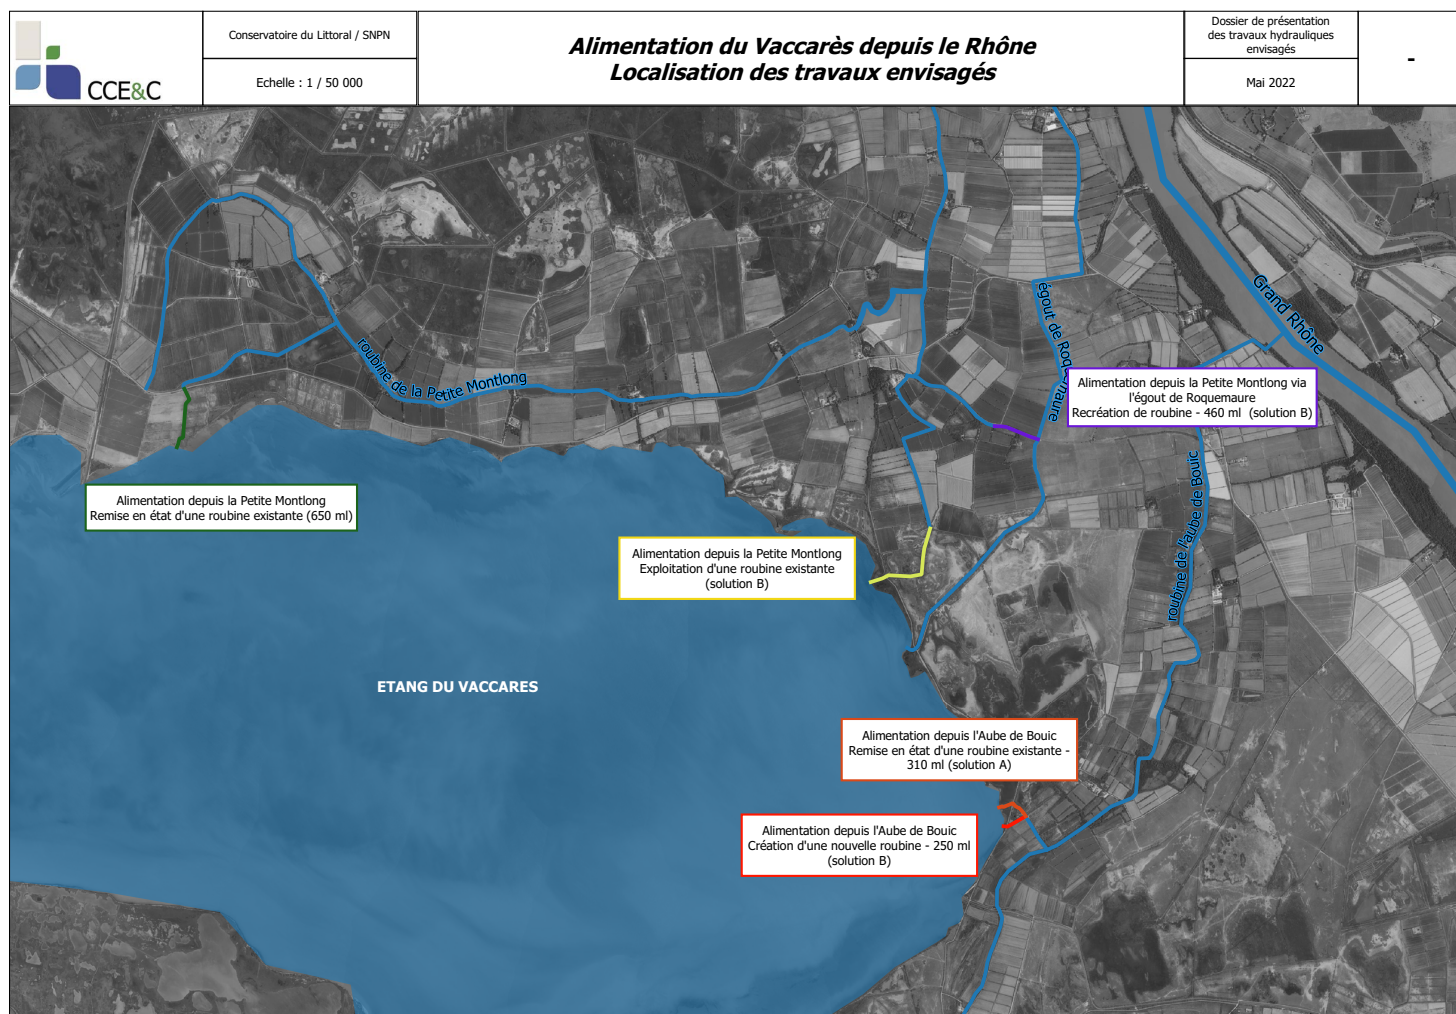 CCE&C
Conservatoire du Littoral / SNPN
Echelle : 1 / 50 000
Alimentation du Vaccarès depuis le Rhône
Localisation des travaux envisagés
Dossier de présentation
des travaux hydrauliques
envisagés
Mai 2022
-
Grand Rhône
égout de Roquemaure
roubine de la Petite Montlong
Alimentation depuis la Petite Montlong via
l'égout de Roquemaure
Recréation de roubine - 460 ml (solution B)
roubine de l'aube de Bouic
Alimentation depuis la Petite Montlong
Remise en état d'une roubine existante (650 ml)
Alimentation depuis la Petite Montlong
Exploitation d'une roubine existante
(solution B)
ETANG DU VACCARES
Alimentation depuis l'Aube de Bouic
Remise en état d'une roubine existante -
310 ml (solution A)
Alimentation depuis l'Aube de Bouic
Création d'une nouvelle roubine - 250 ml
(solution B)